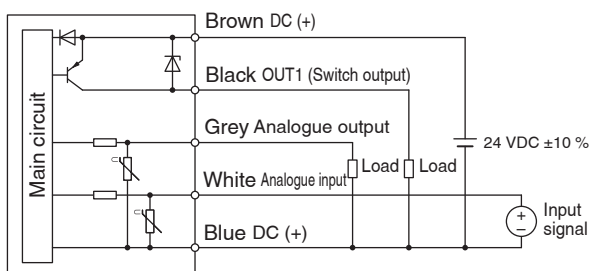 Brown DC (+)
Black OUT1 (Switch output)
Main circuit
Grey Analogue output
24 VDC ±10 %
Load
Load
White Analogue input
Input
signal
+
−
Blue DC (+)